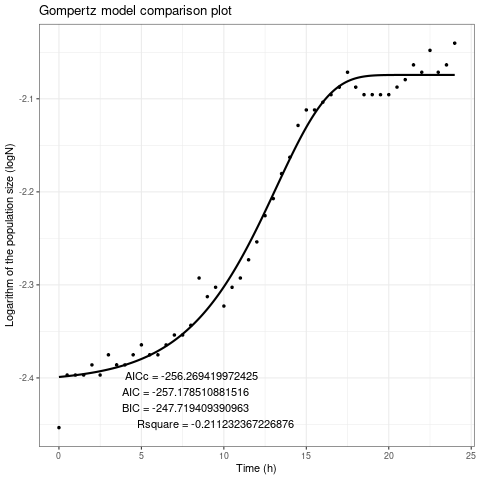 Gompertz model comparison plot
Logarithm of the population size (logN)
-2.1
-2.2
-2.3
-2.4
AICc = -256.269419972425
AIC = -257.178510881516
BIC = -247.719409390963
Rsquare = -0.211232367226876
0
5
10
15
20
25
Time (h)